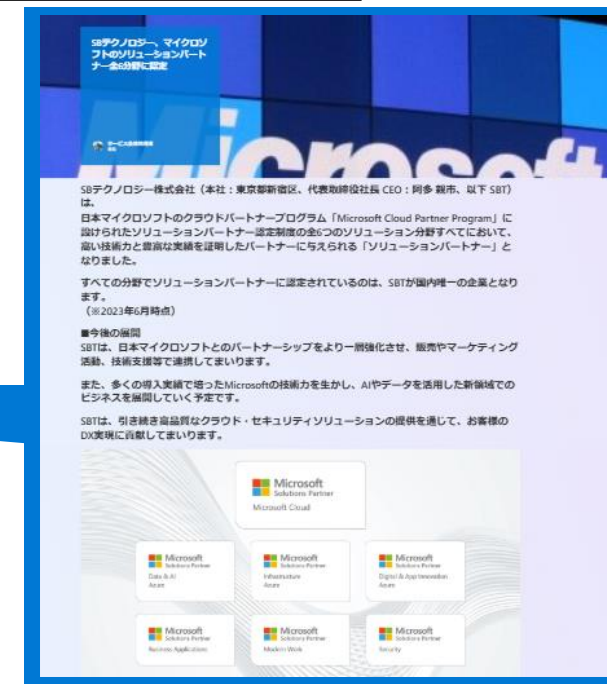 SBテクノロジー、マイクロソ
フトのソリューションパート
ナー全6分野に認定
Microsoft
SBテクノロジー株式会社(本社:東京都新宿区、代表取締役社長 CEO:阿多 親市、以下 SBT)
は、
日本マイクロソフトのクラウドパートナープログラム「Microsoft Cloud Partner Program」に
設けられたソリューションパートナー認定制度の全6つのソリューション分野すべてにおいて、
高い技術力と豊富な実績を証明したパートナーに与えられる「ソリューションパートナー」と
なりました。
すべての分野でソリューションパートナーに認定されているのは、SBTが国内唯一の企業となり
ます。
(※2023年6月時点)
■今後の展開
SBTは、日本マイクロソフトとのパートナーシップをより一層強化させ、販売やマーケティング
活動、技術支援等で連携してまいります。
また、多くの導入実績で培ったMicrosoftの技術力を生かし、AIやデータを活用した新領域での
ビジネスを展開していく予定です。
SBTは、引き続き高品質なクラウド・セキュリティソリューションの提供を通じて、お客様の
DX実現に貢献してまいります。
Microsoft
Solutions Partner
Microsoft Cloud
Microsoft
Solutions Partner
Data & AI
Azure
Microsoft
Solutions Partner
Infrastructure
Azure
Microsoft
Solutions Partner
Digital & App Innovation
Azure
Microsoft
Solutions Partner
Business Applications
Microsoft
Solutions Partner
Modern Work
Microsoft
Solutions Partner
Security